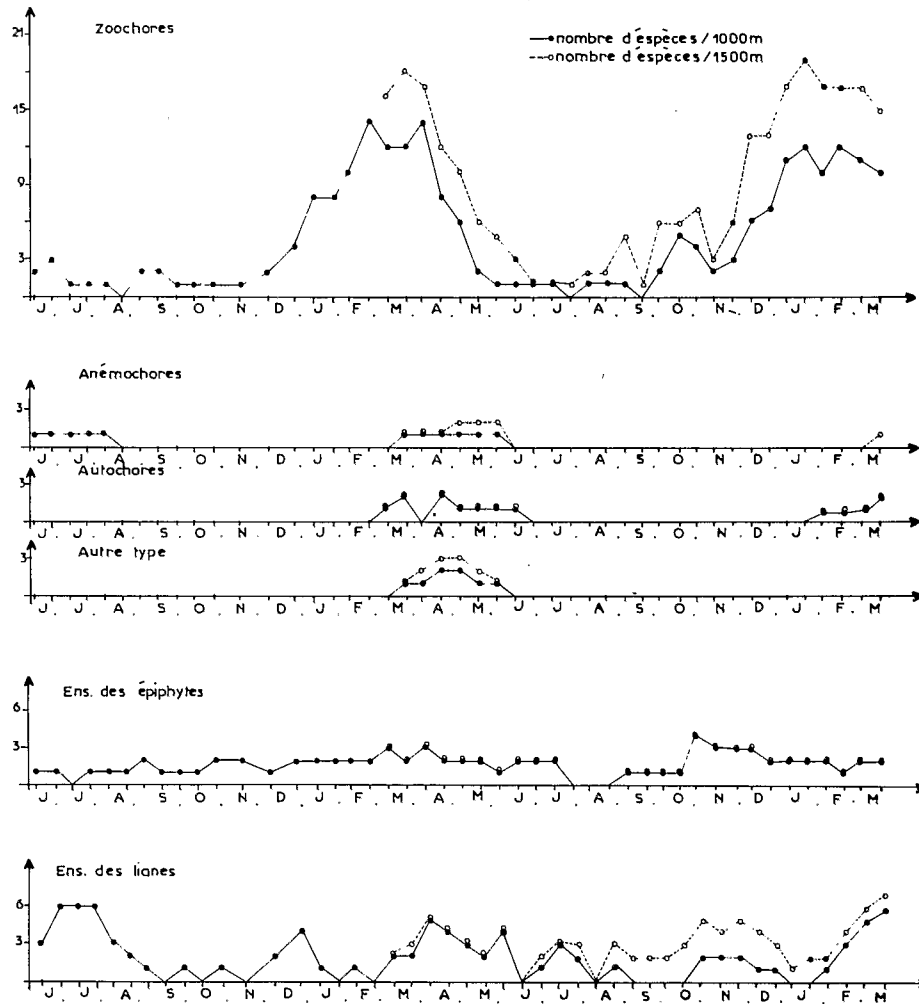 21
15
9
3
Zoochores
nombre d'espèces / 1000m
nombre d'espèces / 1500m
J J A S O N D J F M A M J J A S O N D J F M
Anémochores
3
J J A S O N D J F M A M J J A S O N D J F M
Autochores
3
J J A S O N D J F M A M J J A S O N D J F M
Autre type
3
J J A S O N D J F M A M J J A S O N D J F M
Ens. des épiphytes
6
3
J J A S O N D J F M A M J J A S O N D J F M
Ens. des lianes
6
3
J J A S O N D J F M A M J J A S O N D J F M